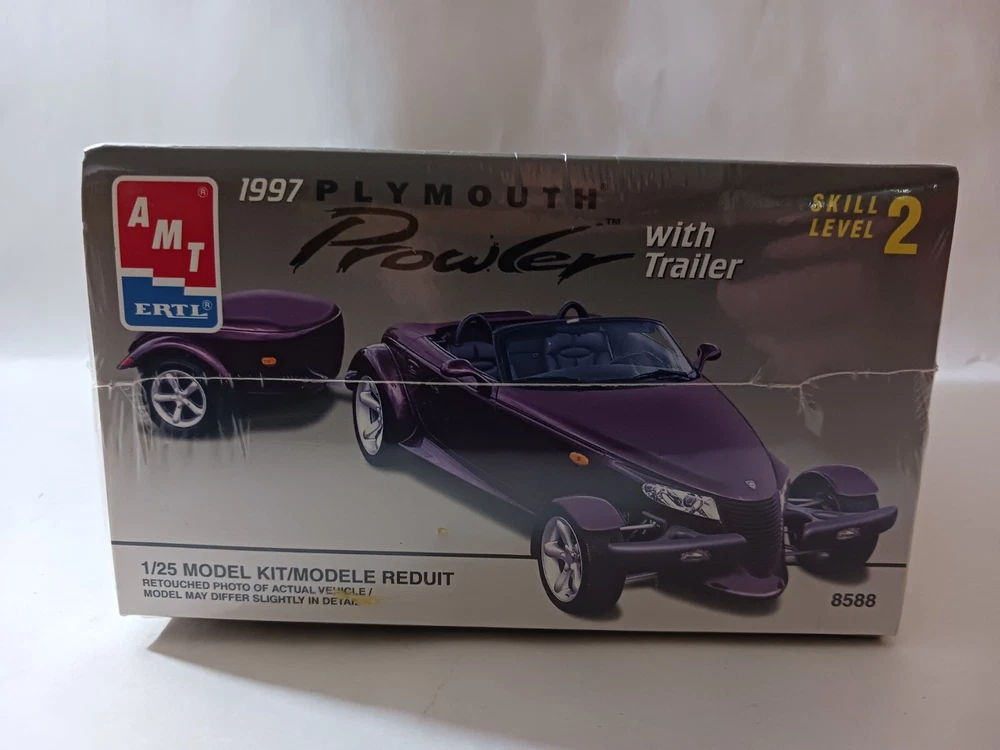 AMT®
ERTL®
1997 PLYMOUTH®
Prowler™
with
Trailer
SKILL
LEVEL 2
1/25 MODEL KIT/MODELE REDUIT
RETOUCHED PHOTO OF ACTUAL VEHICLE /
MODEL MAY DIFFER SLIGHTLY IN DETAIL
8588